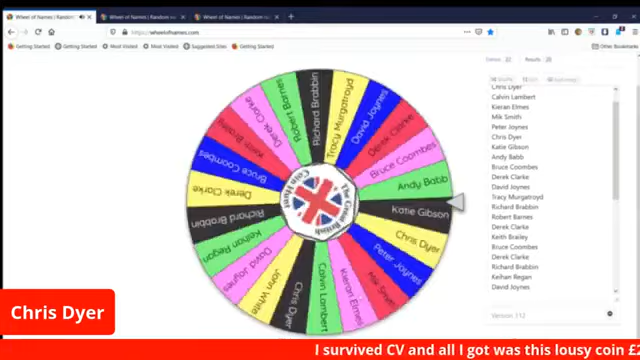 Wheel of Names | Random
Wheel of Names | Random
Wheel of Names | Random
https://wheelofnames.com
Getting Started
Getting Started
Most Visited
Most Visited
Suggested Sites
Getting Started
Other Bookmarks
Richard Brabbin
Tracy Murgatroyd
David Joynes
Derek Clarke
Bruce Coombes
Andy Babb
Katie Gibson
Chris Dyer
Peter Joynes
Mik Smith
Kieran Elmes
Calvin Lambert
Chris Dyer
John White
David Joynes
Keihan Regan
Richard Brabbin
Derek Clarke
Bruce Coombes
Keith Brailey
Derek Clarke
Robert Barnes
The Great British
Coin Hunt
Results
Chris Dyer
Calvin Lambert
Kieran Elmes
Mik Smith
Peter Joynes
Chris Dyer
Katie Gibson
Andy Babb
Bruce Coombes
Derek Clarke
David Joynes
Tracy Murgatroyd
Richard Brabbin
Robert Barnes
Derek Clarke
Keith Brailey
Bruce Coombes
Derek Clarke
Richard Brabbin
Keihan Regan
David Joynes
Version 112
Chris Dyer
I survived CV and all I got was this lousy coin £2